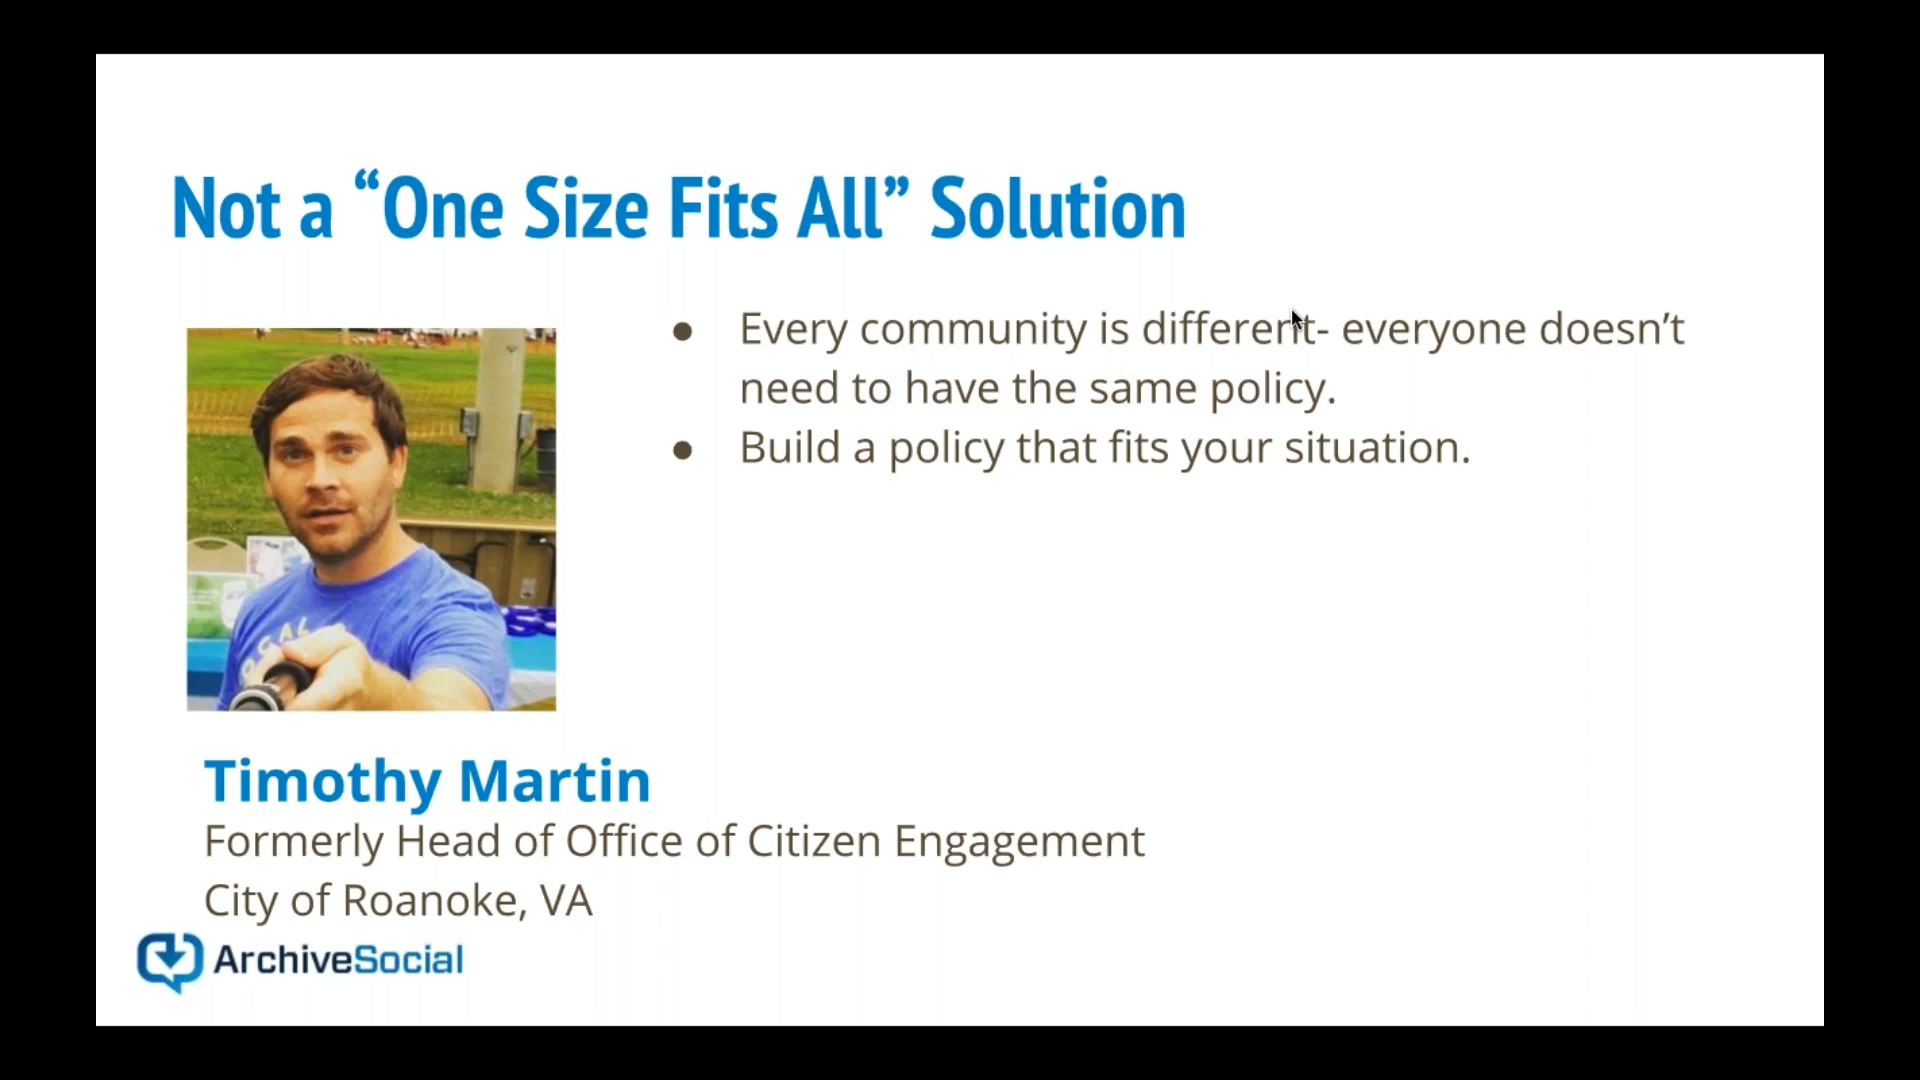 Not a “One Size Fits All” Solution
● Every community is different- everyone doesn’t
need to have the same policy.
● Build a policy that fits your situation.
Timothy Martin
Formerly Head of Office of Citizen Engagement
City of Roanoke, VA
ArchiveSocial